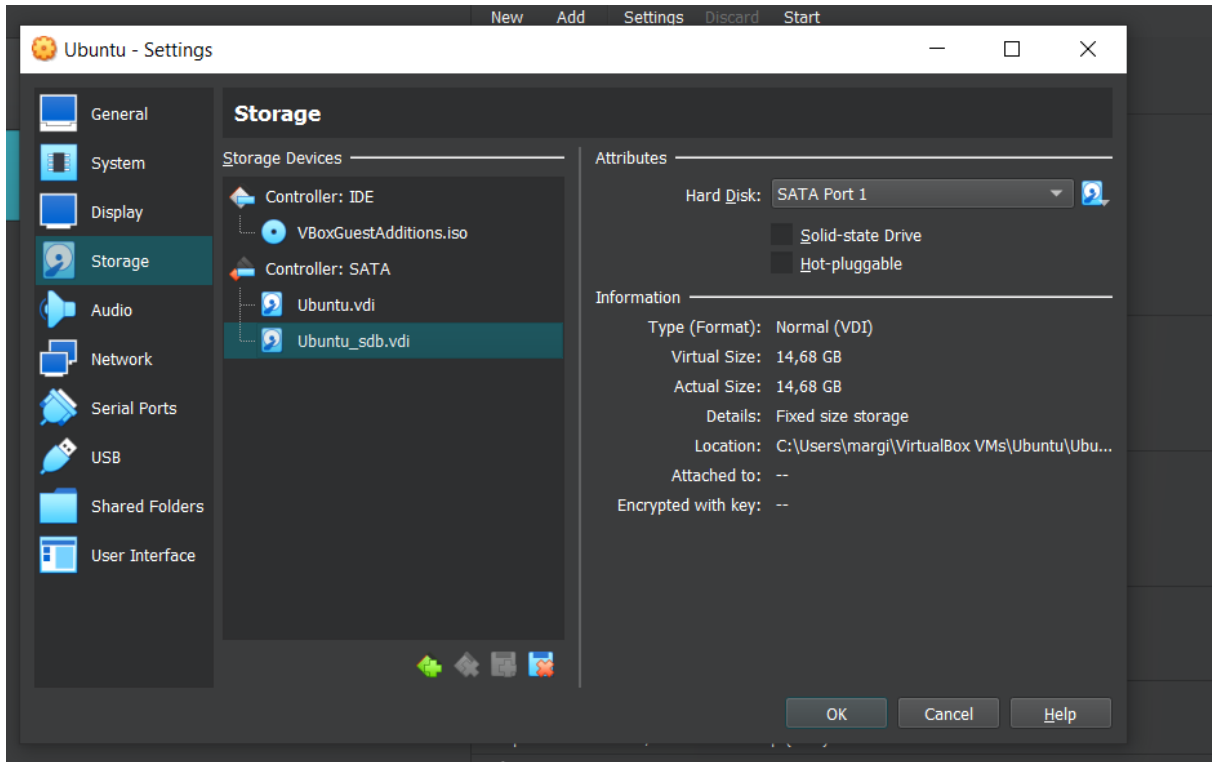 New Add Settings Discard Start
Ubuntu - Settings
General
System
Display
Storage
Audio
Network
Serial Ports
USB
Shared Folders
User Interface
Storage
Storage Devices
Controller: IDE
VBoxGuestAdditions.iso
Controller: SATA
Ubuntu.vdi
Ubuntu_sdb.vdi
Attributes
Hard Disk: SATA Port 1
Solid-state Drive
Hot-pluggable
Information
Type (Format): Normal (VDI)
Virtual Size: 14,68 GB
Actual Size: 14,68 GB
Details: Fixed size storage
Location: C:\Users\margi\VirtualBox VMs\Ubuntu\Ubu...
Attached to: --
Encrypted with key: --
OK Cancel Help